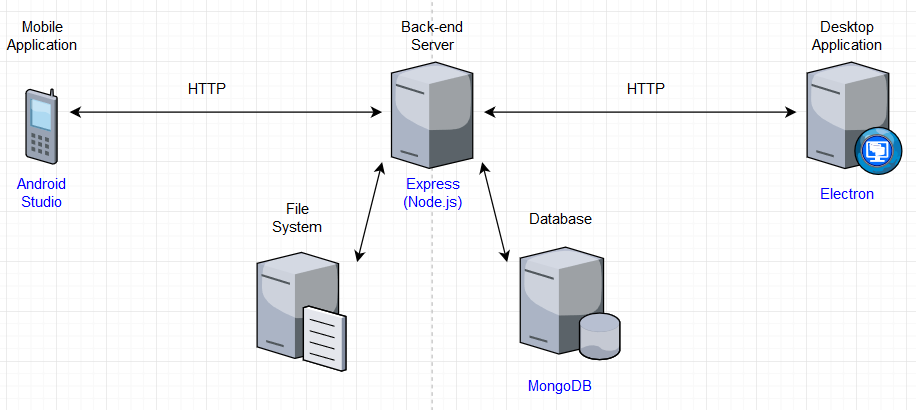 Mobile
Application
Back-end
Server
Desktop
Application
HTTP
HTTP
Android
Studio
Express
(Node.js)
Electron
File
System
Database
MongoDB